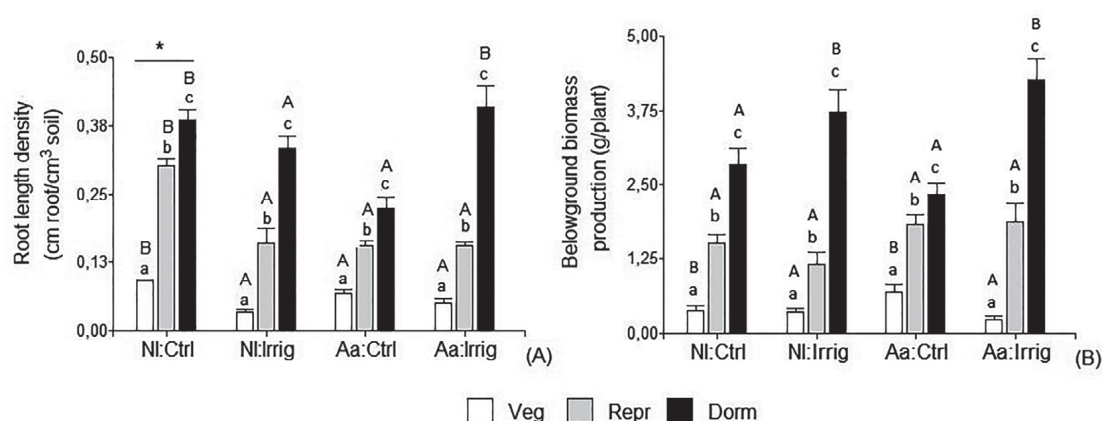 Root length density
(cm root/cm³ soil)
0,50
0,38
0,25
0,13
0,00
*
B
a
B
b
B
c
A
a
A
b
A
c
A
a
A
b
A
c
A
a
A
b
B
c
Nl:Ctrl
Nl:Irrig
Aa:Ctrl
Aa:Irrig
(A)
Belowground biomass
production (g/plant)
5,00
3,75
2,50
1,25
0,00
B
a
A
b
A
c
A
a
A
b
B
c
B
a
A
b
A
c
A
a
A
b
B
c
Nl:Ctrl
Nl:Irrig
Aa:Ctrl
Aa:Irrig
(B)
Veg
Repr
Dorm